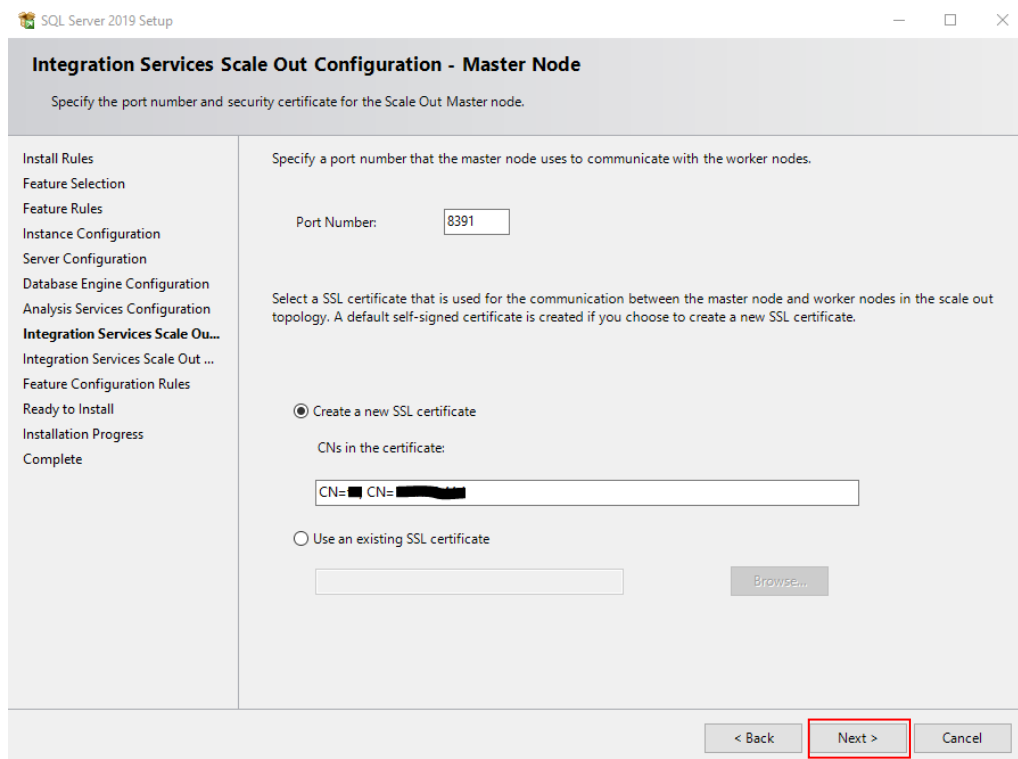 SQL Server 2019 Setup
Integration Services Scale Out Configuration - Master Node
Specify the port number and security certificate for the Scale Out Master node.
Install Rules
Feature Selection
Feature Rules
Instance Configuration
Server Configuration
Database Engine Configuration
Analysis Services Configuration
Integration Services Scale Ou...
Integration Services Scale Out ...
Feature Configuration Rules
Ready to Install
Installation Progress
Complete
Specify a port number that the master node uses to communicate with the worker nodes.
Port Number: 8391
Select a SSL certificate that is used for the communication between the master node and worker nodes in the scale out
topology. A default self-signed certificate is created if you choose to create a new SSL certificate.
Create a new SSL certificate
CNs in the certificate:
CN= CN=
Use an existing SSL certificate
Browse...
< Back Next > Cancel